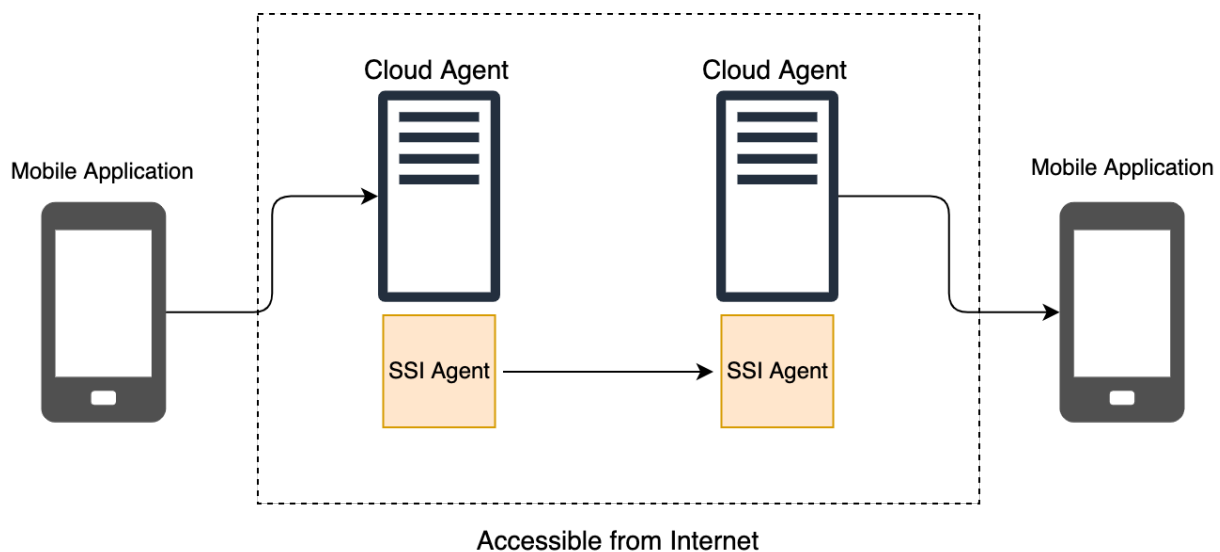 Cloud Agent
Cloud Agent
Mobile Application
Mobile Application
SSI Agent
SSI Agent
Accessible from Internet